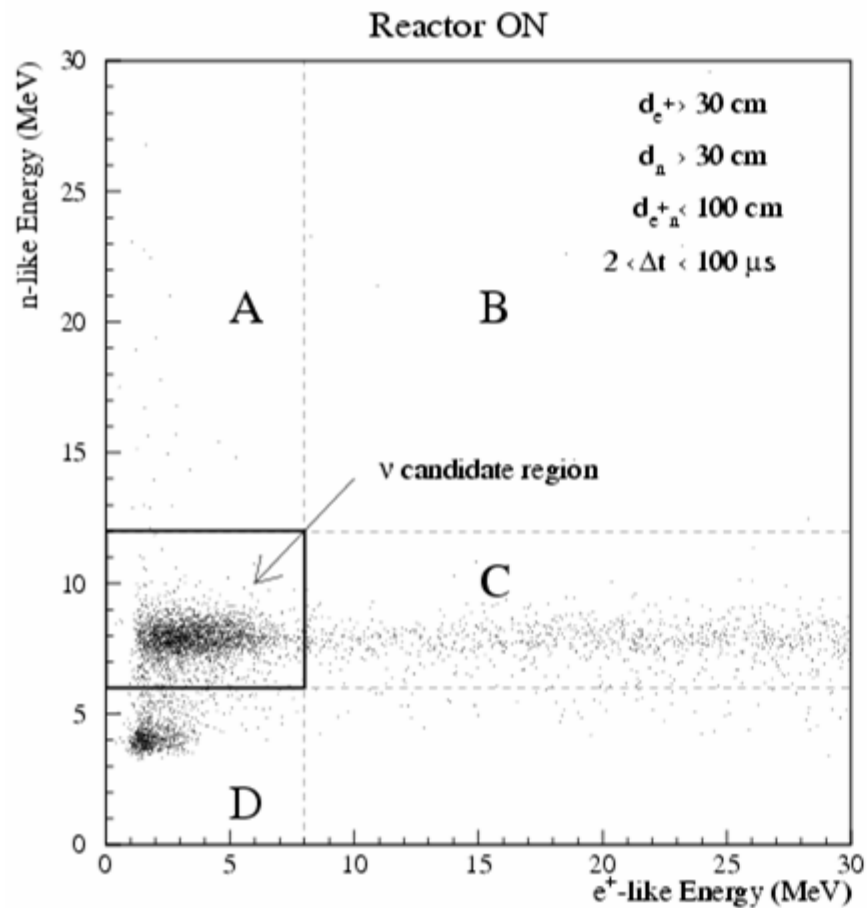 Reactor ON
n-like Energy (MeV)
30
25
20
15
10
5
0
d_e+ > 30 cm
d_n > 30 cm
d_e+n < 100 cm
2 < Δt < 100 μs
A
B
ν candidate region
C
D
0
5
10
15
20
25
30
e⁺-like Energy (MeV)